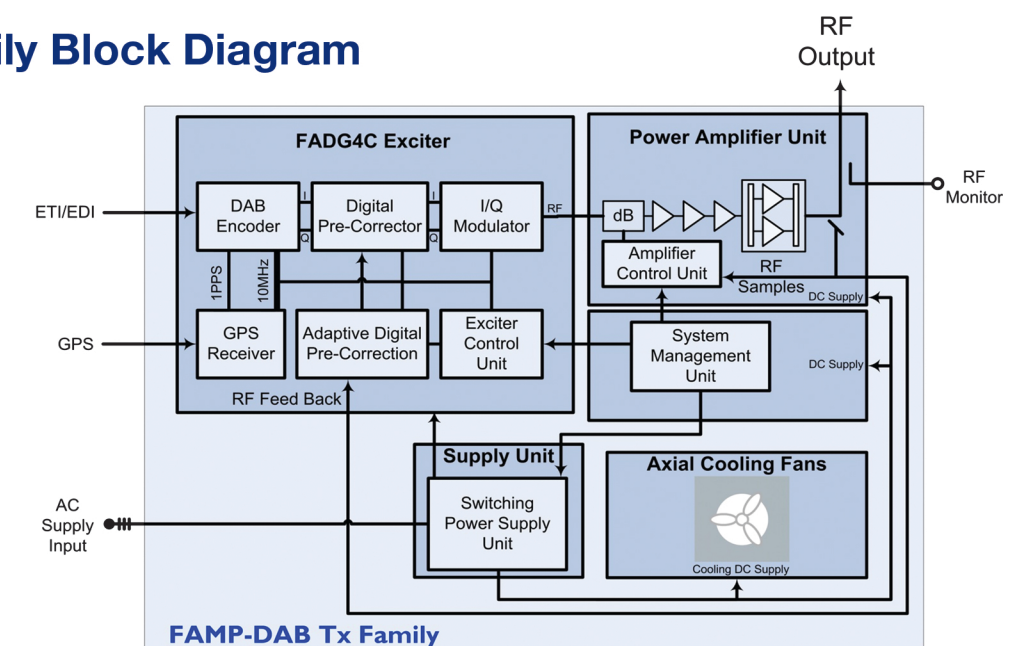 ily Block Diagram
RF
Output
FADG4C Exciter
Power Amplifier Unit
RF
Monitor
ETI/EDI
DAB
Encoder
I
Q
Digital
Pre-Corrector
I
Q
I/Q
Modulator
RF
dB
Amplifier
Control Unit
RF
Samples
DC Supply
1PPS
10MHz
GPS
GPS
Receiver
Adaptive Digital
Pre-Correction
Exciter
Control
Unit
System
Management
Unit
DC Supply
RF Feed Back
Supply Unit
Axial Cooling Fans
AC
Supply
Input
Switching
Power Supply
Unit
Cooling DC Supply
FAMP-DAB Tx Family